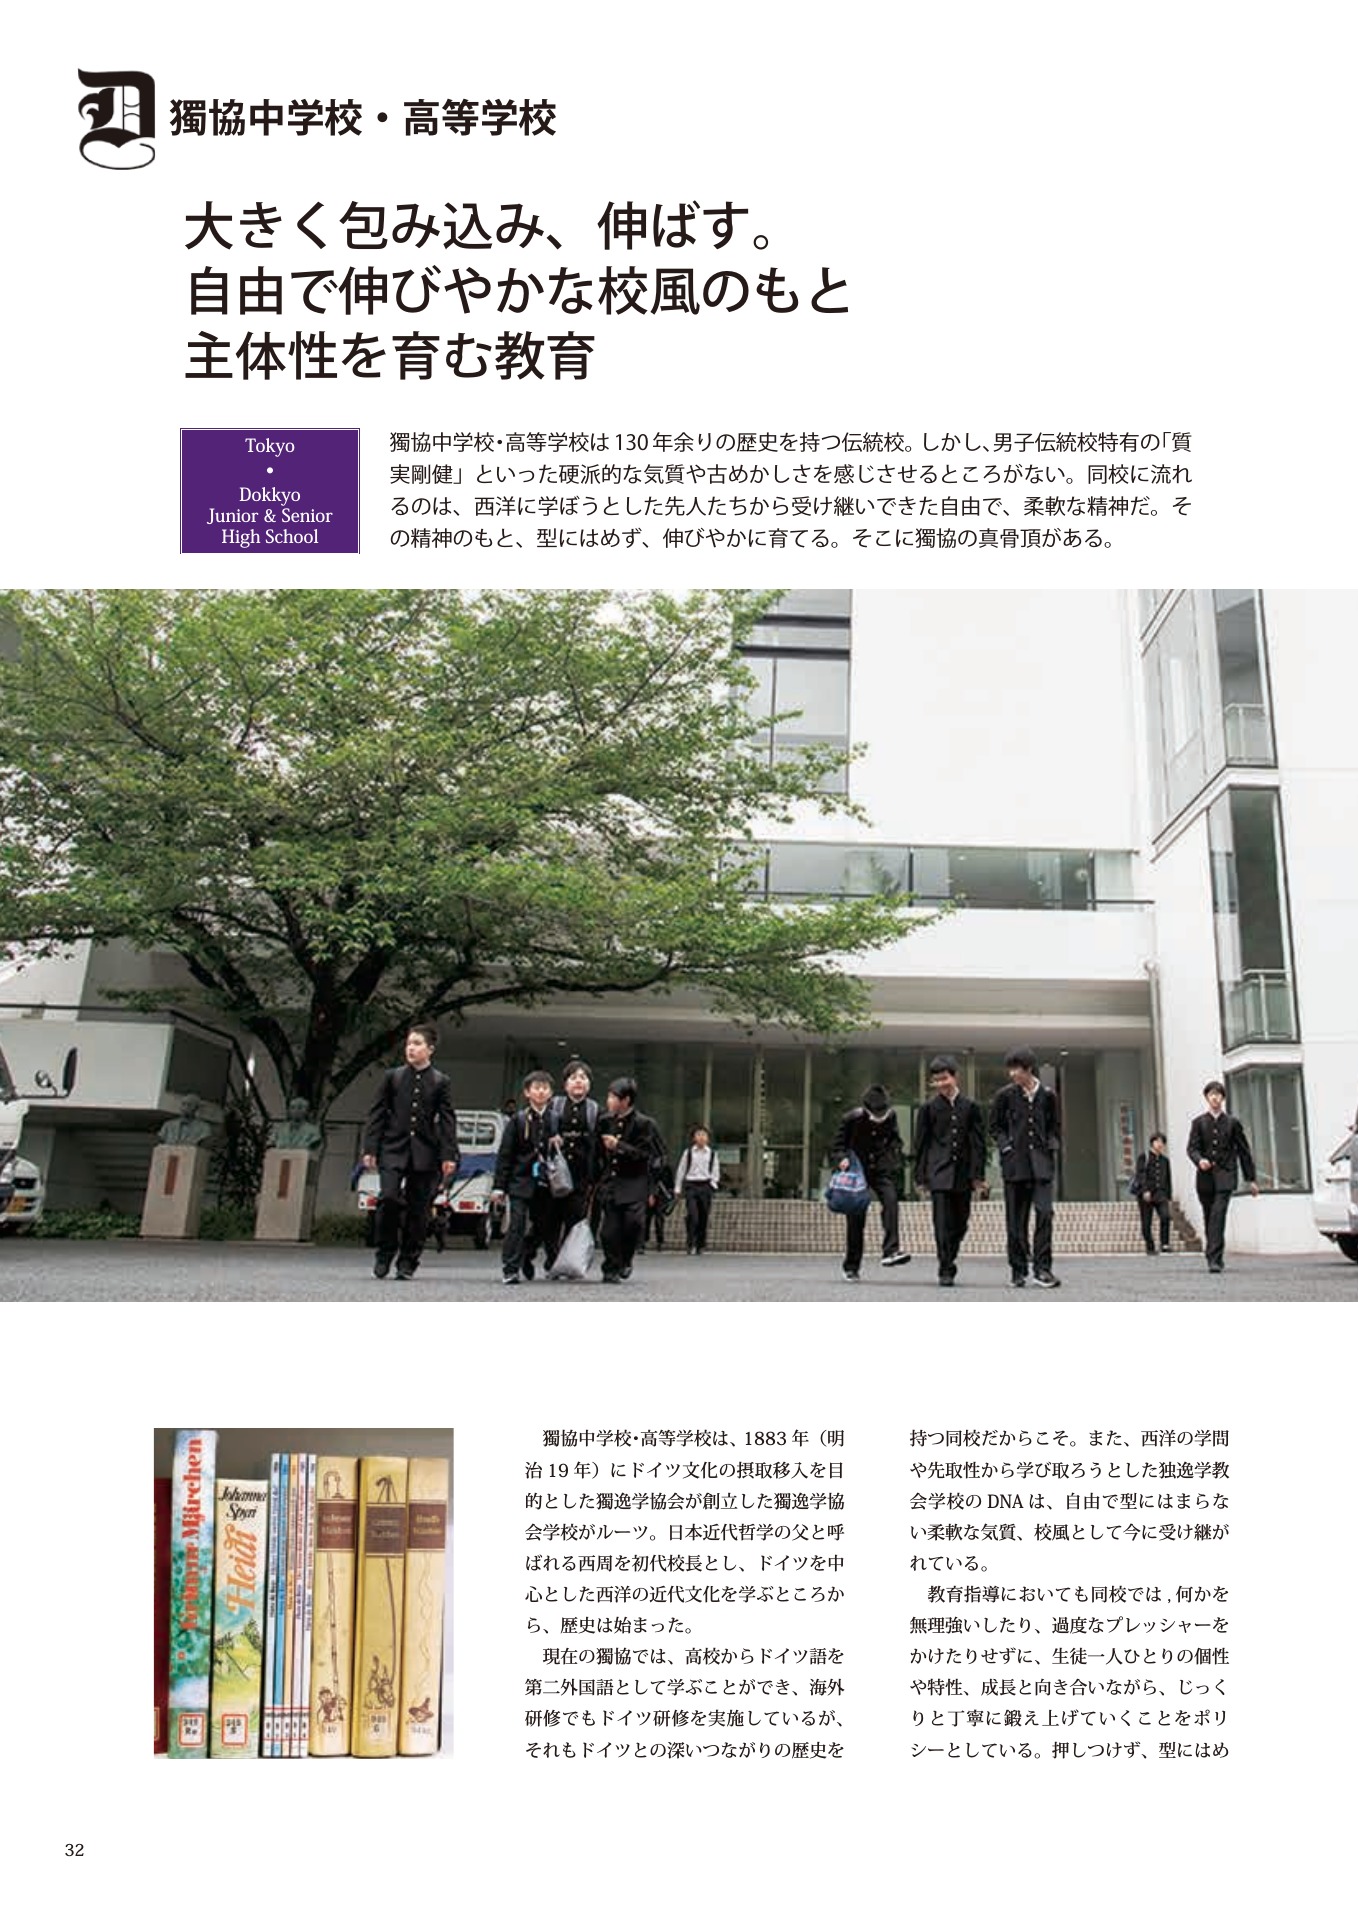 獨協中学校・高等学校
大きく包み込み、伸ばす。
自由で伸びやかな校風のもと
主体性を育む教育
Tokyo
•
Dokkyo
Junior & Senior
High School
獨協中学校・高等学校は130年余りの歴史を持つ伝統校。しかし、男子伝統校特有の「質
実剛健」といった硬派的な気質や古めかしさを感じさせるところがない。同校に流れ
るのは、西洋に学ぼうとした先人たちから受け継いできた自由で、柔軟な精神だ。そ
の精神のもと、型にはめず、伸びやかに育てる。そこに獨協の真骨頂がある。
Johanna
Spyri
Heidi
Märchen
獨協中学校・高等学校は、1883年（明
治19年）にドイツ文化の摂取移入を目
的とした獨逸学協会が創立した獨逸学協
会学校がルーツ。日本近代哲学の父と呼
ばれる西周を初代校長とし、ドイツを中
心とした西洋の近代文化を学ぶところか
ら、歴史は始まった。
現在の獨協では、高校からドイツ語を
第二外国語として学ぶことができ、海外
研修でもドイツ研修を実施しているが、
それもドイツとの深いつながりの歴史を
持つ同校だからこそ。また、西洋の学問
や先取性から学び取ろうとした独逸学教
会学校のDNAは、自由で型にはまらな
い柔軟な気質、校風として今に受け継が
れている。
教育指導においても同校では,何かを
無理強いしたり、過度なプレッシャーを
かけたりせずに、生徒一人ひとりの個性
や特性、成長と向き合いながら、じっく
りと丁寧に鍛え上げていくことをポリ
シーとしている。押しつけず、型にはめ
32